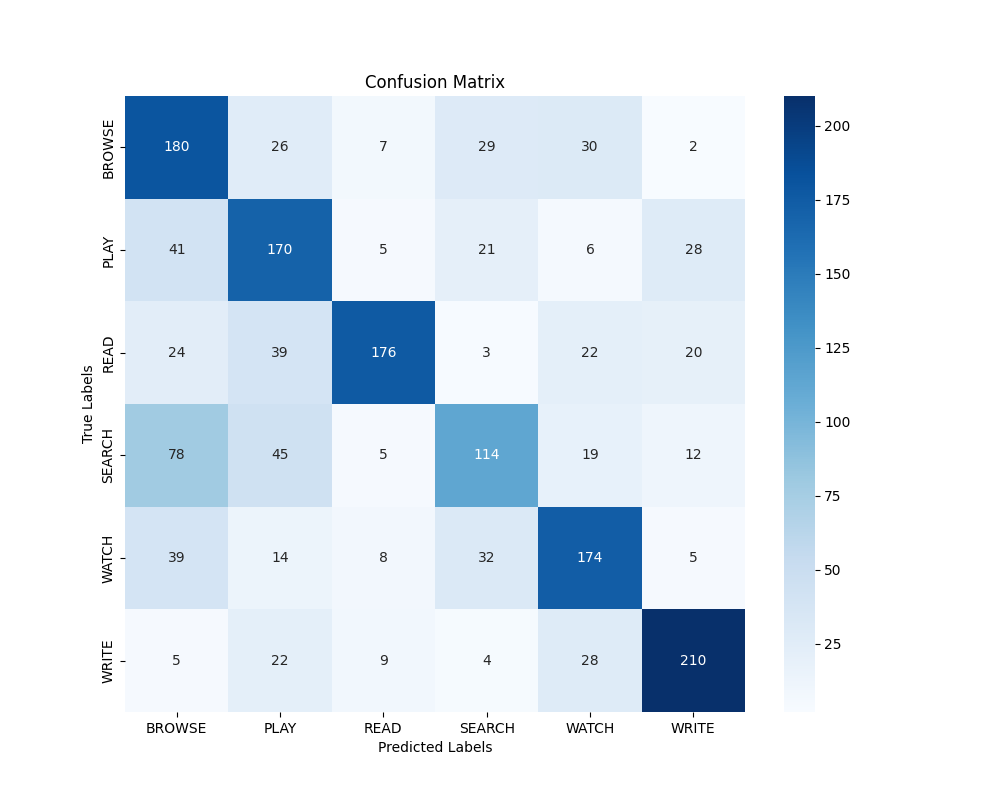 Confusion Matrix
BROWSE 180 26 7 29 30 2
PLAY 41 170 5 21 6 28
READ 24 39 176 3 22 20
SEARCH 78 45 5 114 19 12
WATCH 39 14 8 32 174 5
WRITE 5 22 9 4 28 210
BROWSE PLAY READ SEARCH WATCH WRITE
Predicted Labels
True Labels
200
175
150
125
100
75
50
25